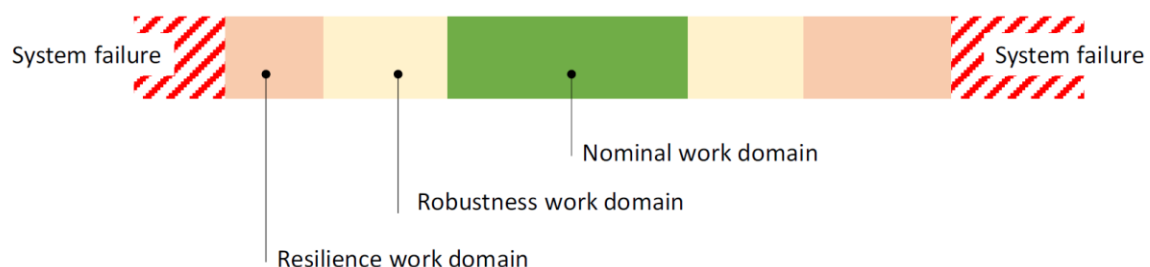 System failure
System failure
Nominal work domain
Robustness work domain
Resilience work domain